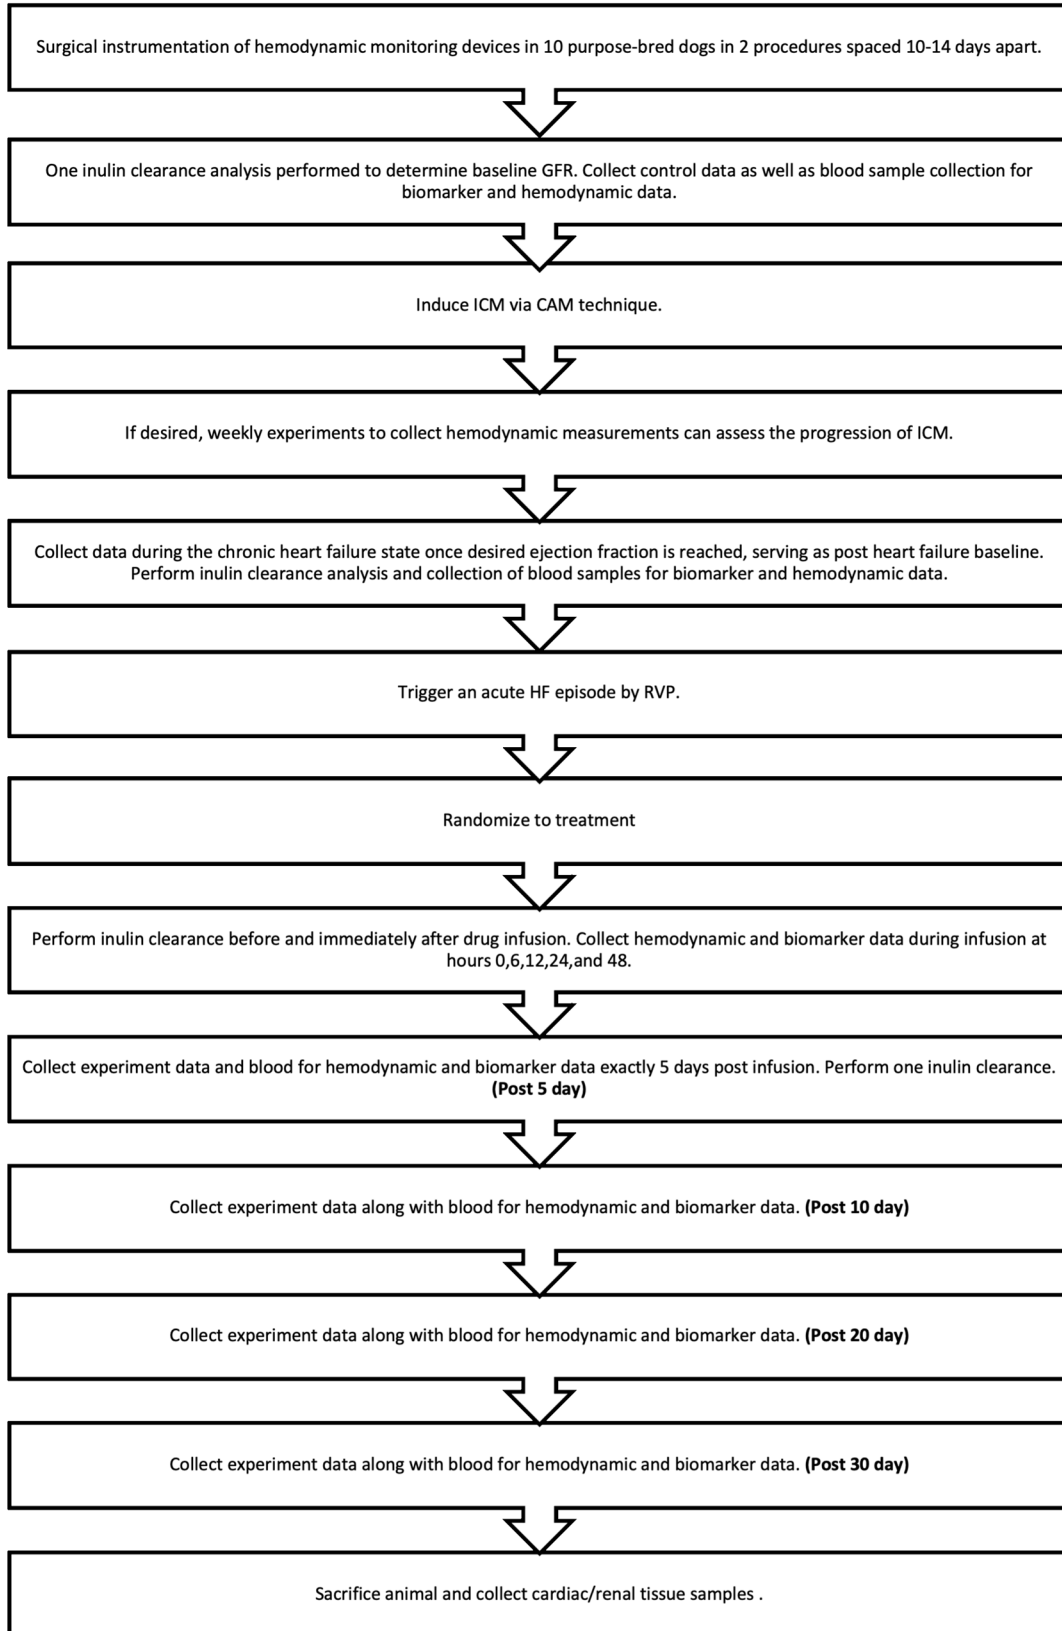 Surgical instrumentation of hemodynamic monitoring devices in 10 purpose-bred dogs in 2 procedures spaced 10-14 days apart.
One inulin clearance analysis performed to determine baseline GFR. Collect control data as well as blood sample collection for
biomarker and hemodynamic data.
Induce ICM via CAM technique.
If desired, weekly experiments to collect hemodynamic measurements can assess the progression of ICM.
Collect data during the chronic heart failure state once desired ejection fraction is reached, serving as post heart failure baseline.
Perform inulin clearance analysis and collection of blood samples for biomarker and hemodynamic data.
Trigger an acute HF episode by RVP.
Randomize to treatment
Perform inulin clearance before and immediately after drug infusion. Collect hemodynamic and biomarker data during infusion at
hours 0,6,12,24,and 48.
Collect experiment data and blood for hemodynamic and biomarker data exactly 5 days post infusion. Perform one inulin clearance.
(Post 5 day)
Collect experiment data along with blood for hemodynamic and biomarker data. (Post 10 day)
Collect experiment data along with blood for hemodynamic and biomarker data. (Post 20 day)
Collect experiment data along with blood for hemodynamic and biomarker data. (Post 30 day)
Sacrifice animal and collect cardiac/renal tissue samples .